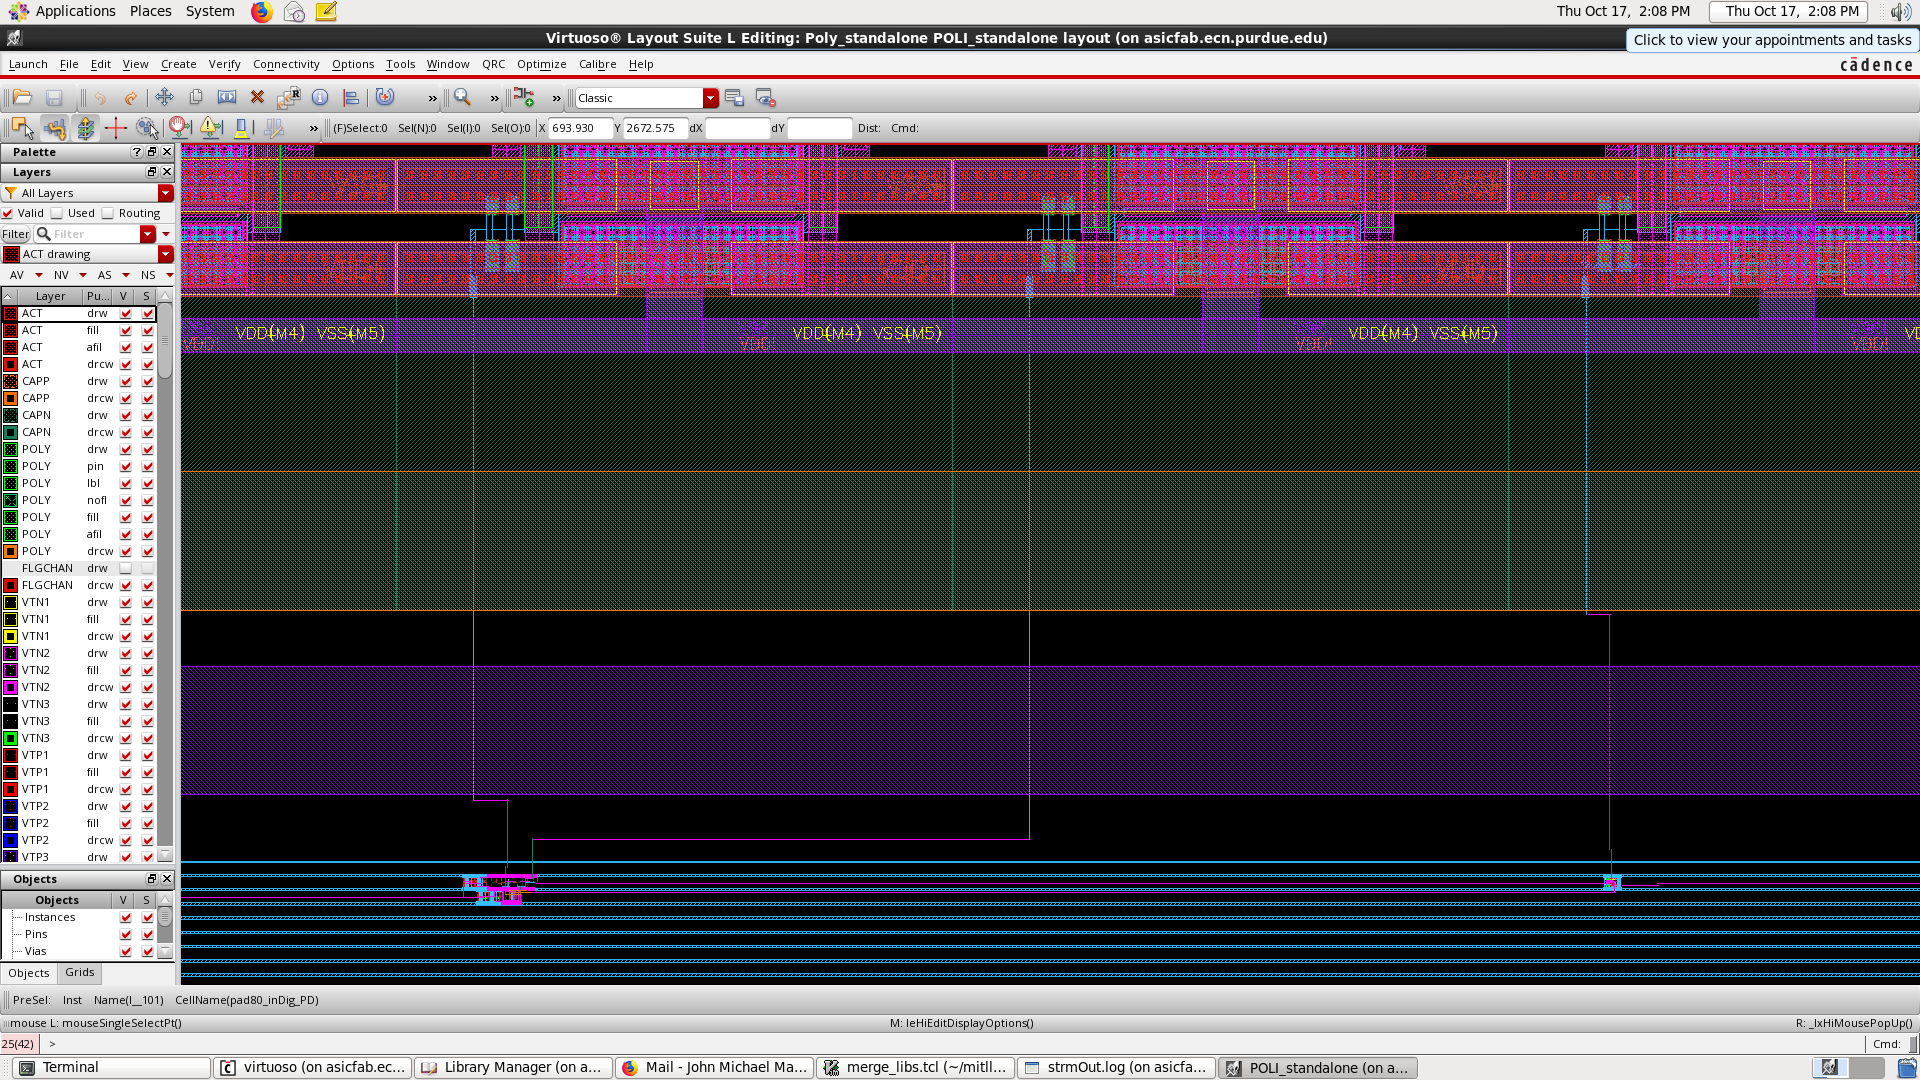 Applications Places System Thu Oct 17, 2:08 PM Thu Oct 17, 2:08 PM
Virtuoso® Layout Suite L Editing: Poly_standalone POLI_standalone layout (on asicfab.ecn.purdue.edu)
Click to view your appointments and tasks
Launch File Edit View Create Verify Connectivity Options Tools Window QRC Optimize Calibre Help
cādence
» » » Classic
» (F)Select:0 Sel(N):0 Sel(I):0 Sel(O):0 X 693.930 Y 2672.575 dX dY Dist: Cmd:
Palette
Layers
All Layers
Valid Used Routing
Filter Filter
ACT drawing
AV NV AS NS
Layer Pu... V S
ACT drw
ACT fill
ACT afil
ACT drcw
CAPP drw
CAPP drcw
CAPN drw
CAPN drcw
POLY drw
POLY pin
POLY lbl
POLY nofl
POLY fill
POLY afil
POLY drcw
FLGCHAN drw
FLGCHAN drcw
VTN1 drw
VTN1 fill
VTN1 drcw
VTN2 drw
VTN2 fill
VTN2 drcw
VTN3 drw
VTN3 fill
VTN3 drcw
VTP1 drw
VTP1 fill
VTP1 drcw
VTP2 drw
VTP2 fill
VTP2 drcw
VTP3 drw
VDD(M4) VSS(M5) VDD(M4) VSS(M5) VDD(M4) VSS(M5)
Objects
Objects V S
Instances
Pins
Vias
Objects Grids
PreSel: Inst Name(I__101) CellName(pad80_inDig_PD)
mouse L: mouseSingleSelectPt() M: leHiEditDisplayOptions() R: _lxHiMousePopUp()
25(42) > Cmd:
Terminal virtuoso (on asicfab.ec... Library Manager (on a... Mail - John Michael Ma... merge_libs.tcl (~/mitll... strmOut.log (on asicfa... POLI_standalone (on a...